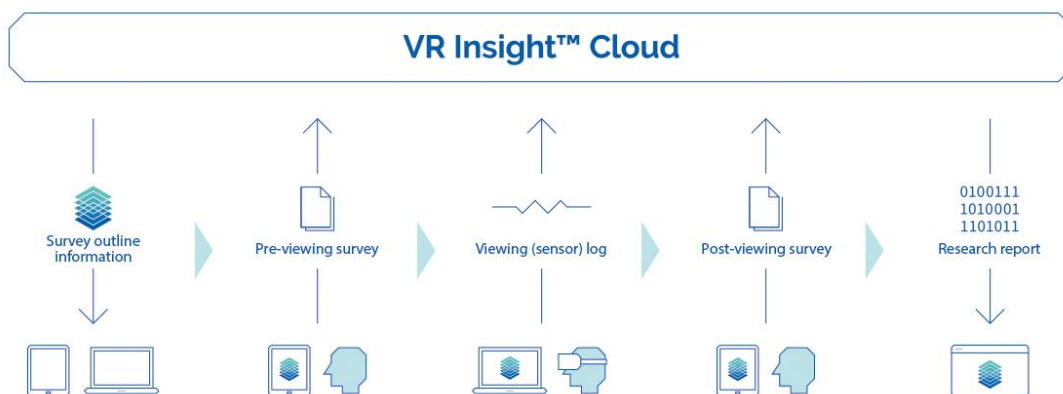 VR Insight™ Cloud
Survey outline
information
Pre-viewing survey
Viewing (sensor) log
Post-viewing survey
0100111
1010001
1101011
Research report